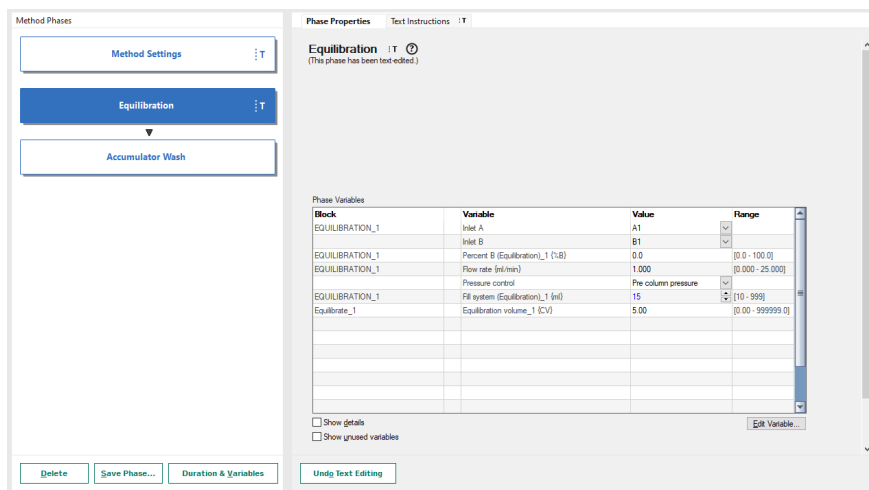 Method Phases
Method Settings
T
Equilibration
T
Accumulator Wash
Delete
Save Phase...
Duration & Variables
Phase Properties
Text Instructions T
Equilibration T ?
(This phase has been text-edited.)
Phase Variables
Block Variable Value Range
EQUILIBRATION_1 Inlet A A1
Inlet B B1
EQUILIBRATION_1 Percent B (Equilibration)_1 {%B} 0.0 [0.0 - 100.0]
EQUILIBRATION_1 Flow rate {ml/min} 1.000 [0.000 - 25.000]
Pressure control Pre column pressure
EQUILIBRATION_1 Fill system (Equilibration)_1 {ml} 15 [10 - 999]
Equilibrate_1 Equilibration volume_1 {CV} 5.00 [0.00 - 999999.0]
Show details
Show unused variables
Edit Variable...
Undo Text Editing